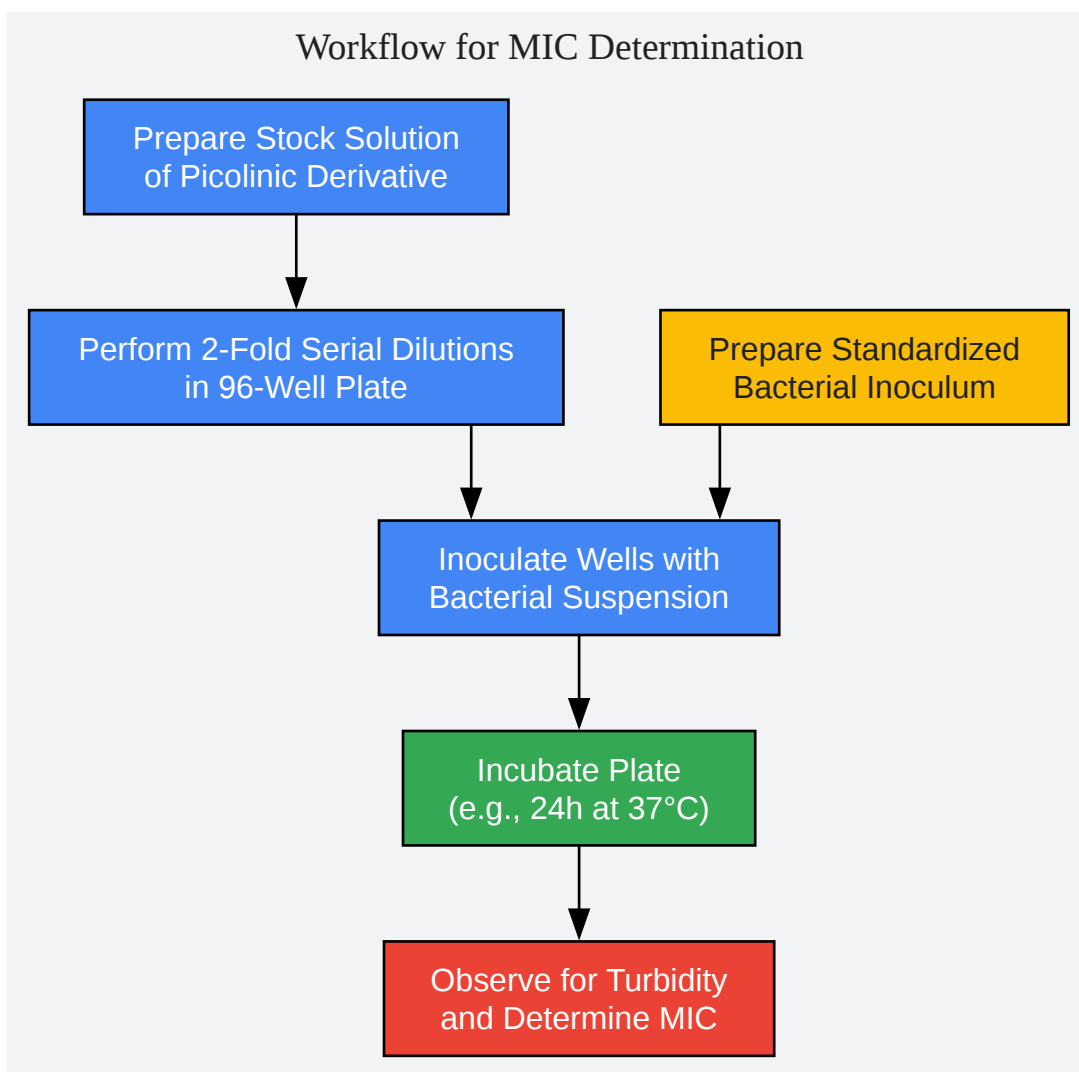 Workflow for MIC Determination
Prepare Stock Solution
of Picolinic Derivative
Perform 2-Fold Serial Dilutions
in 96-Well Plate
Prepare Standardized
Bacterial Inoculum
Inoculate Wells with
Bacterial Suspension
Incubate Plate
(e.g., 24h at 37°C)
Observe for Turbidity
and Determine MIC